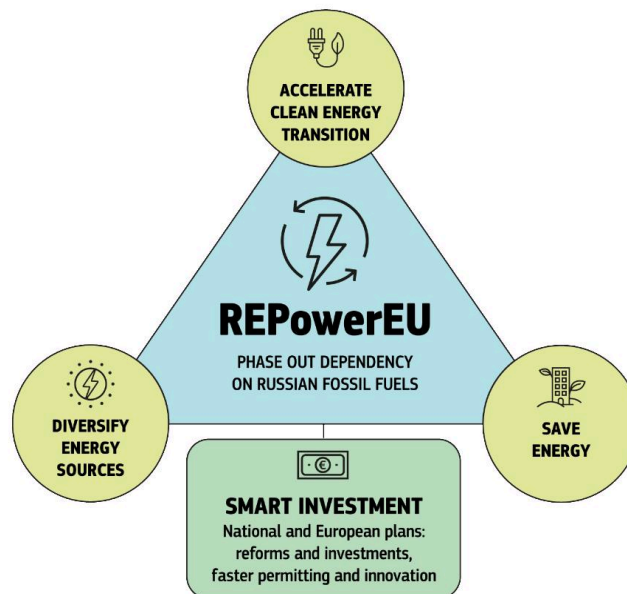 ACCELERATE
CLEAN ENERGY
TRANSITION
REPowerEU
PHASE OUT DEPENDENCY
ON RUSSIAN FOSSIL FUELS
DIVERSIFY
ENERGY
SOURCES
SAVE
ENERGY
€
SMART INVESTMENT
National and European plans:
reforms and investments,
faster permitting and innovation